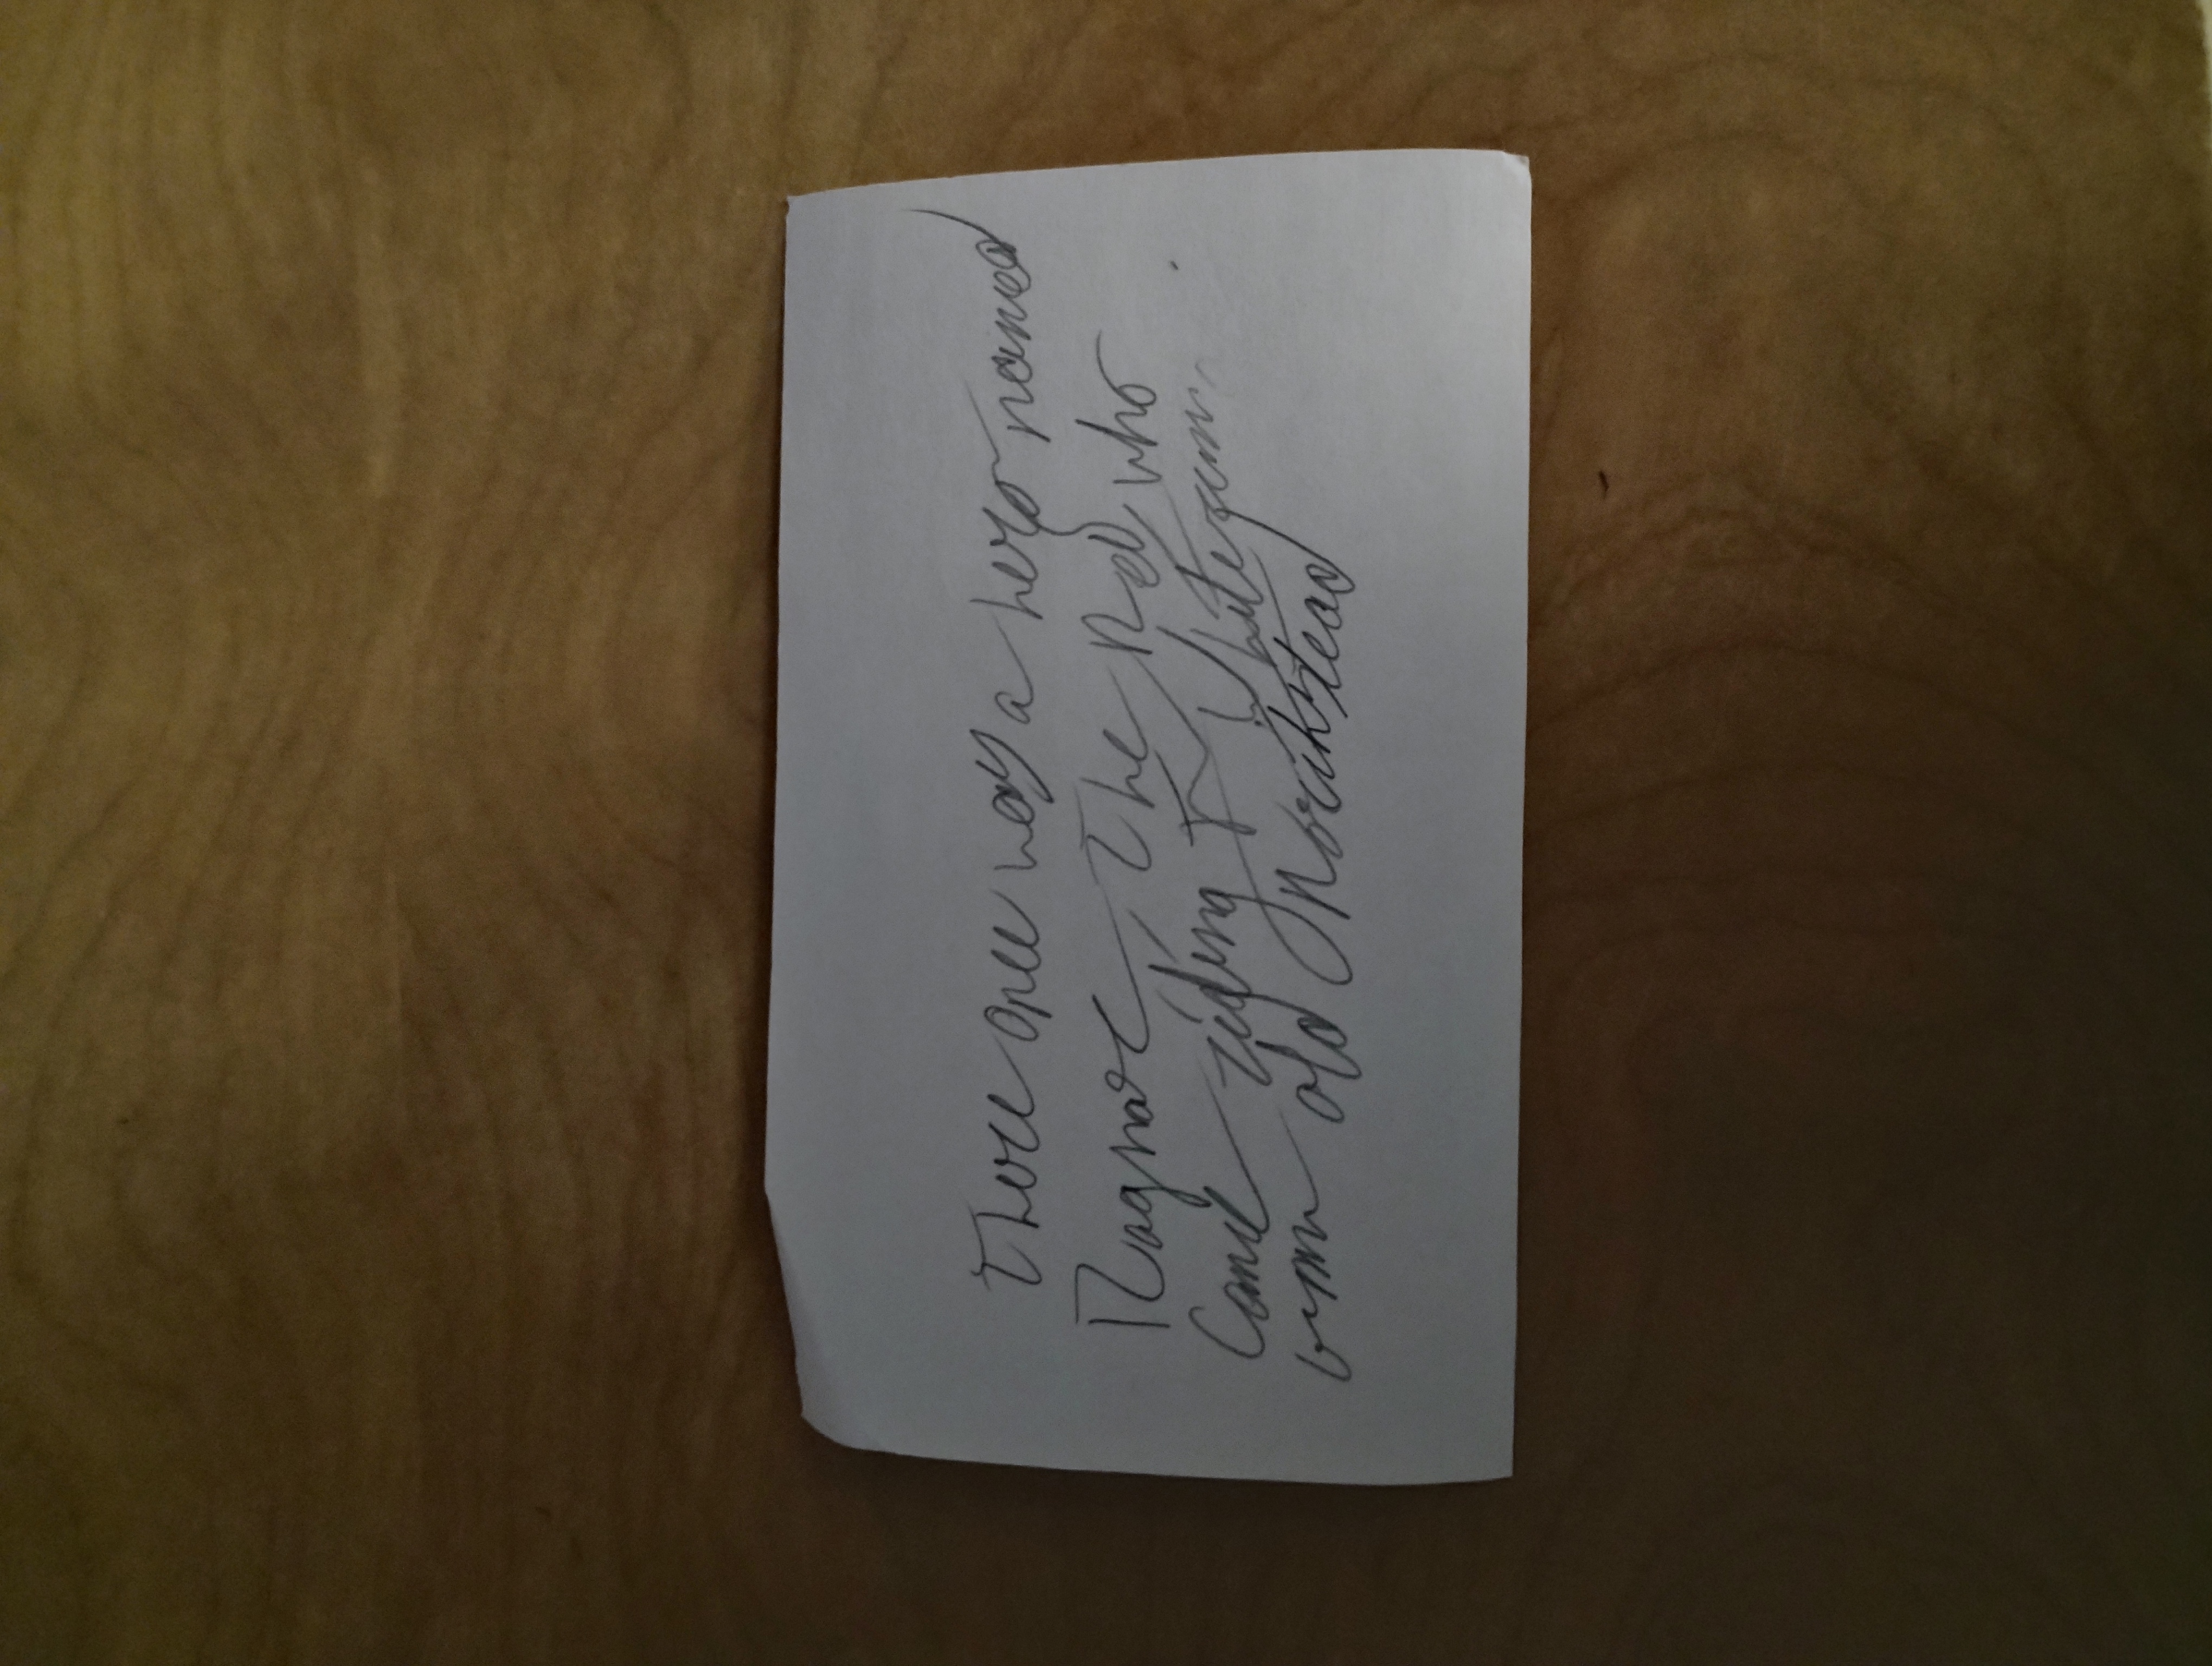 There once was a hero named
Ragnar the Red who
came riding to Whiterun
from old Rorikstead